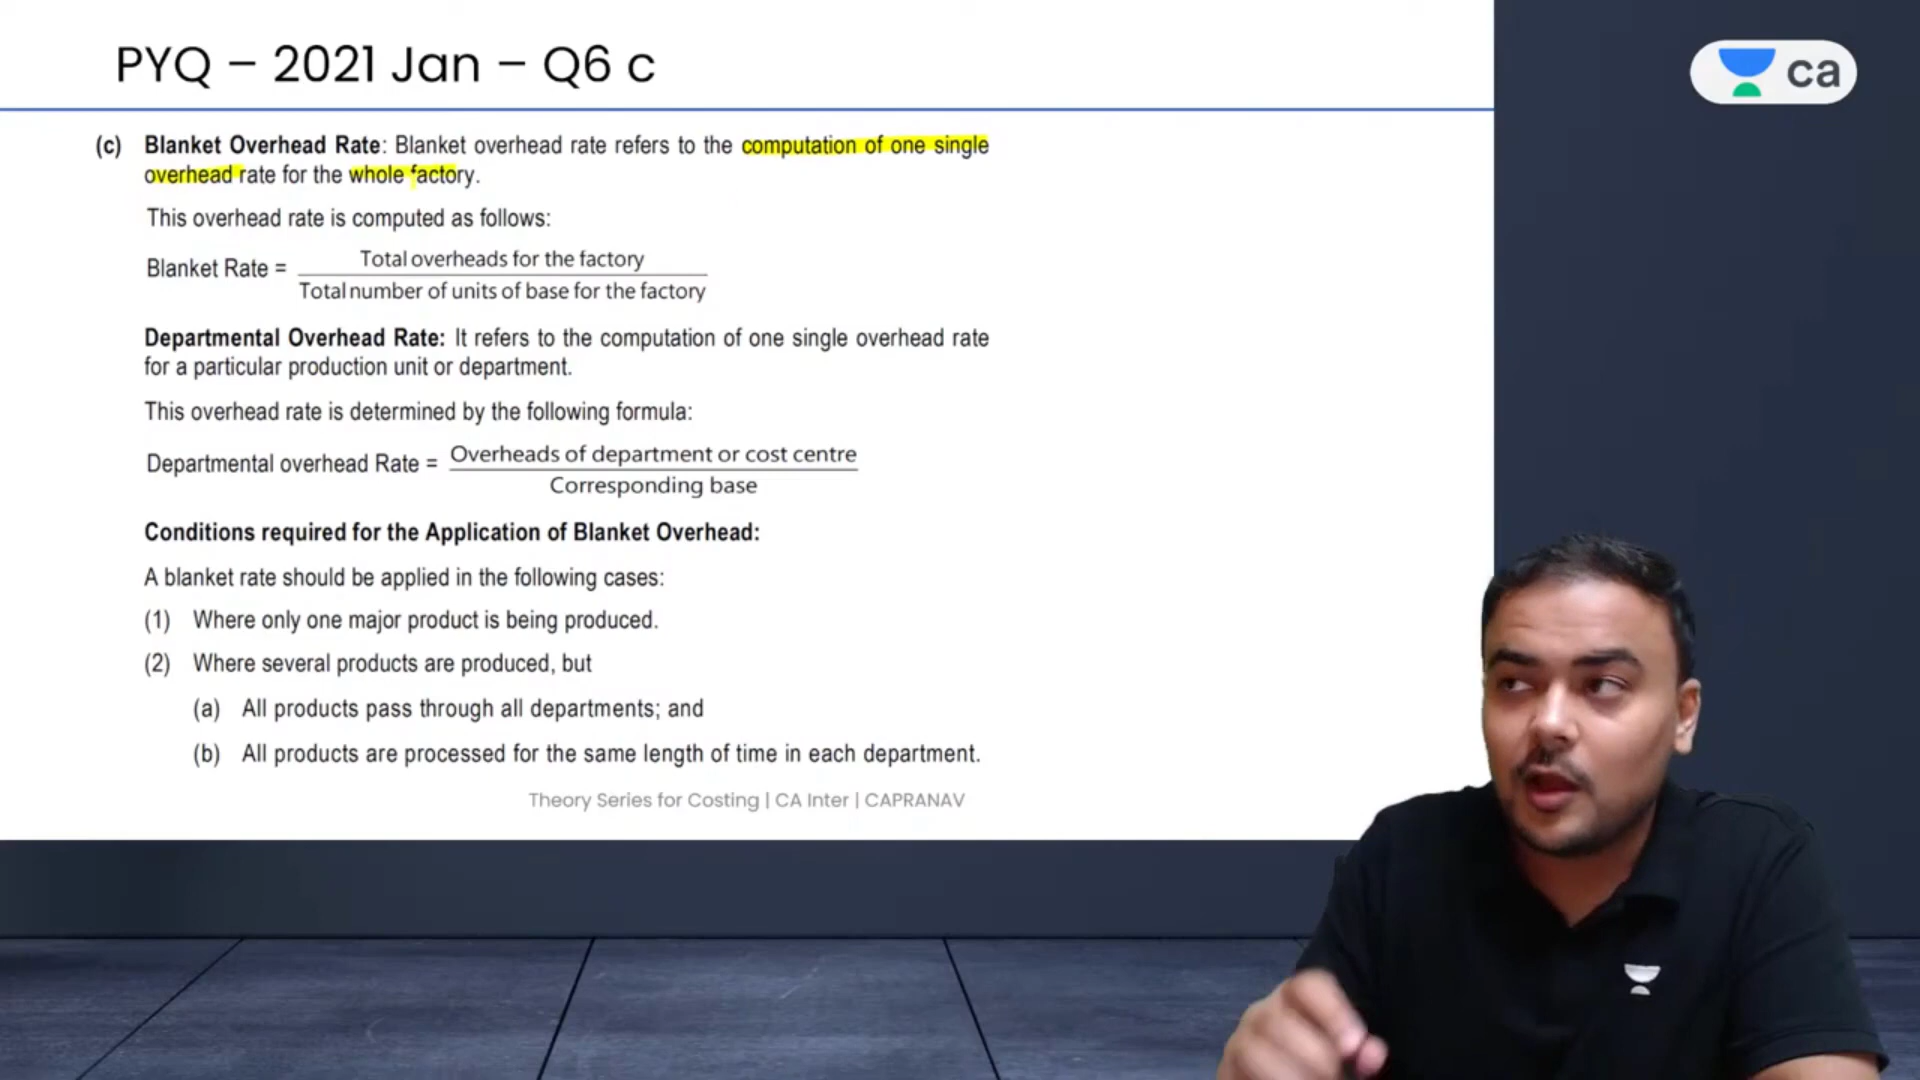 PYQ – 2021 Jan – Q6 c
ca
(c) Blanket Overhead Rate: Blanket overhead rate refers to the computation of one single
overhead rate for the whole factory.
This overhead rate is computed as follows:
Blanket Rate = Total overheads for the factory
Total number of units of base for the factory
Departmental Overhead Rate: It refers to the computation of one single overhead rate
for a particular production unit or department.
This overhead rate is determined by the following formula:
Departmental overhead Rate = Overheads of department or cost centre
Corresponding base
Conditions required for the Application of Blanket Overhead:
A blanket rate should be applied in the following cases:
(1) Where only one major product is being produced.
(2) Where several products are produced, but
(a) All products pass through all departments; and
(b) All products are processed for the same length of time in each department.
Theory Series for Costing | CA Inter | CAPRANAV